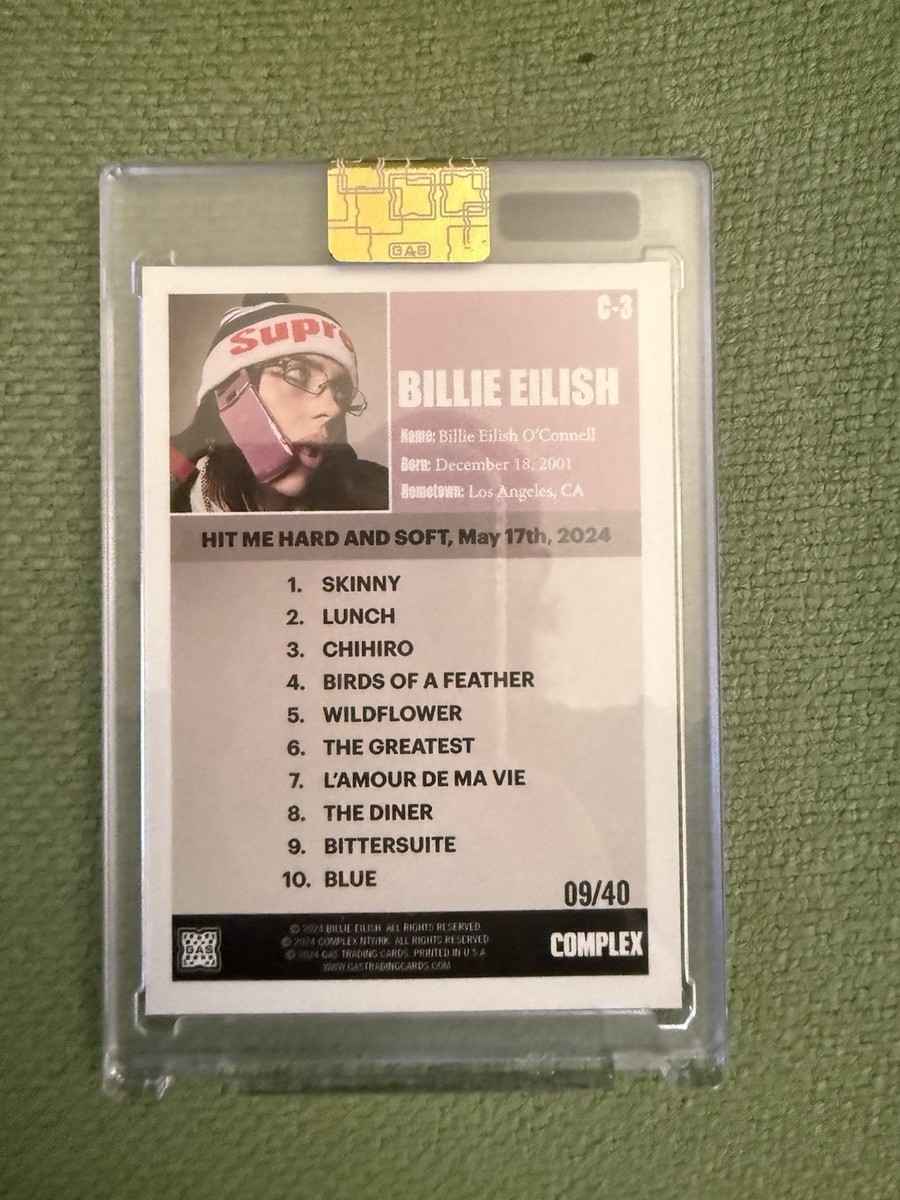 GAS
C-3
Supre
BILLIE EILISH
Name: Billie Eilish O'Connell
Born: December 18, 2001
Hometown: Los Angeles, CA
HIT ME HARD AND SOFT, May 17th, 2024
1. SKINNY
2. LUNCH
3. CHIHIRO
4. BIRDS OF A FEATHER
5. WILDFLOWER
6. THE GREATEST
7. L'AMOUR DE MA VIE
8. THE DINER
9. BITTERSUITE
10. BLUE
09/40
© 2024 BILLIE EILISH. ALL RIGHTS RESERVED
© 2024 COMPLEX NTWRK. ALL RIGHTS RESERVED
© 2024 GAS TRADING CARDS. PRINTED IN U.S.A
WWW.GASTRADINGCARDS.COM
GAS
COMPLEX